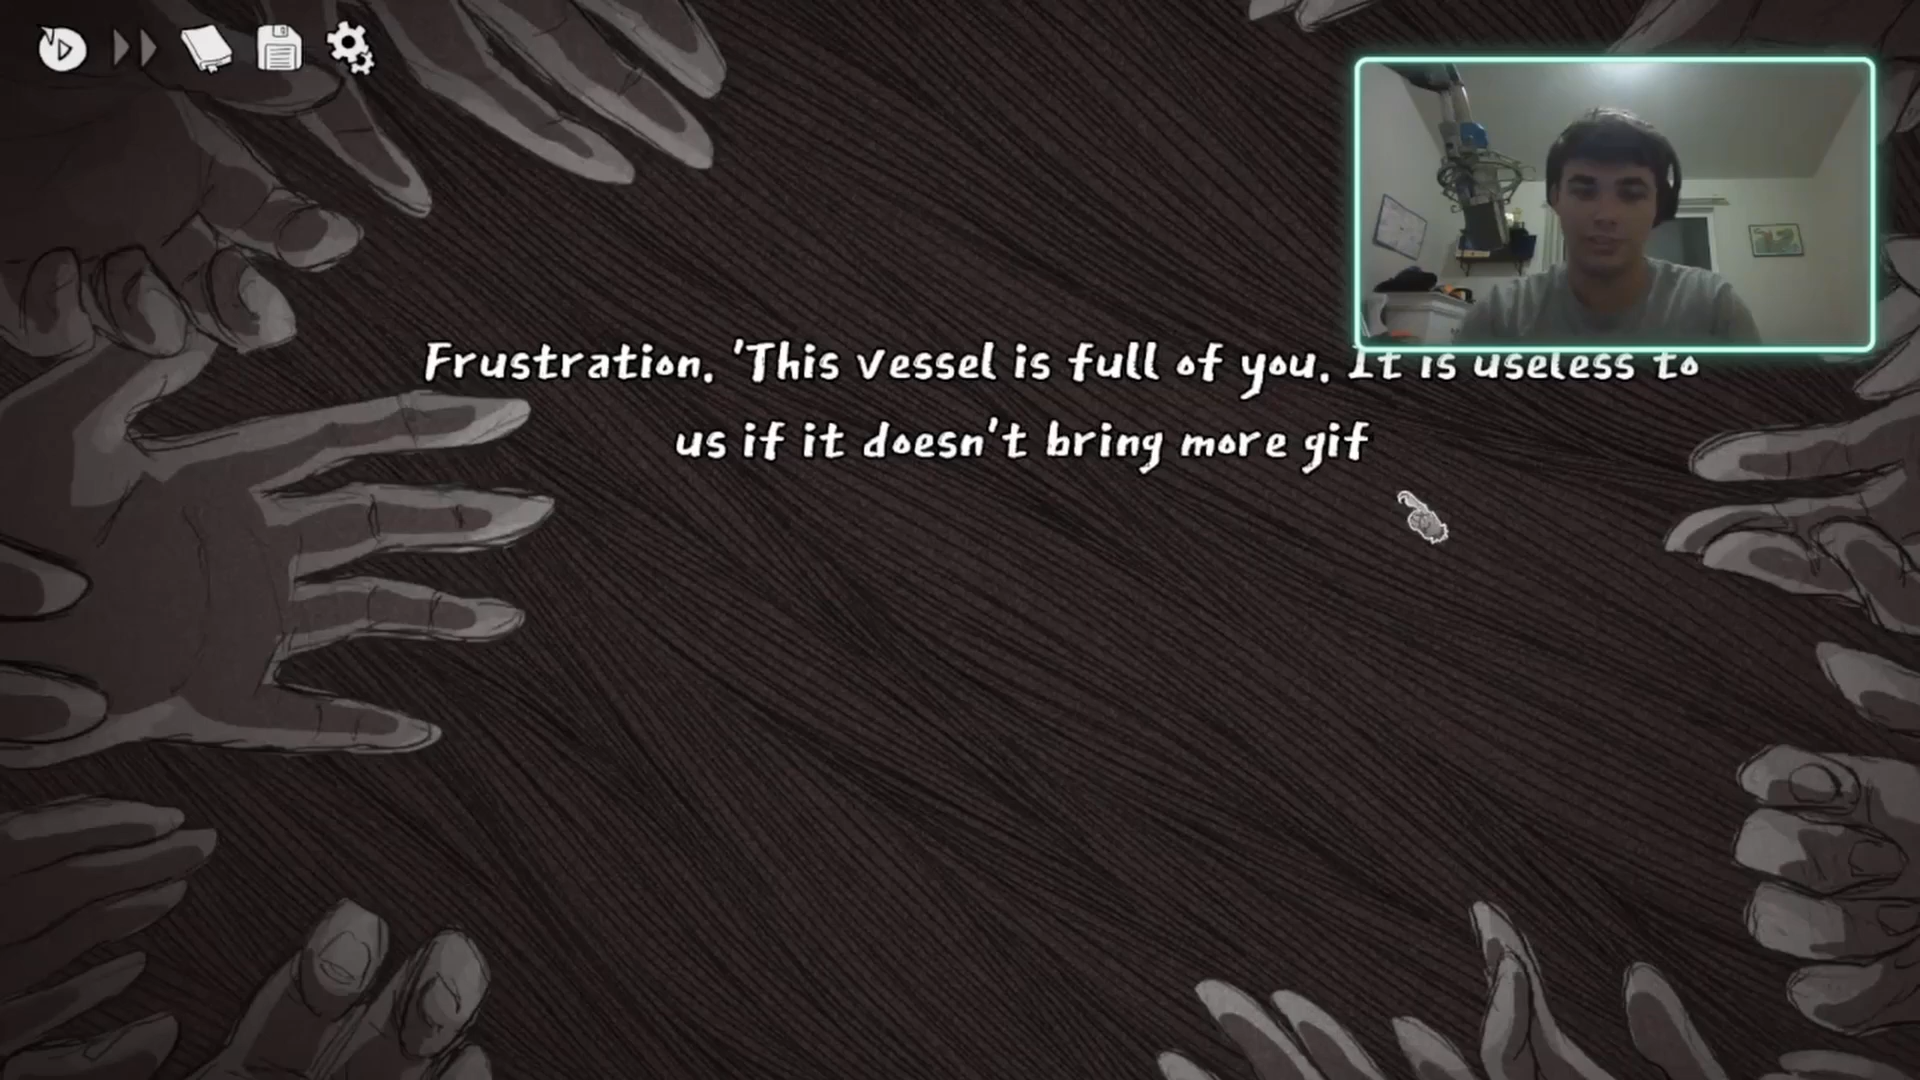 Frustration. 'This vessel is full of you. It is useless to
us if it doesn't bring more gif